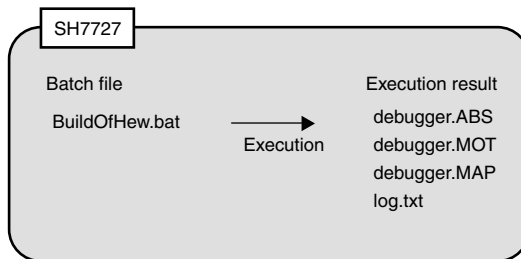 SH7727
Batch file
BuildOfHew.bat
Execution
Execution result
debugger.ABS
debugger.MOT
debugger.MAP
log.txt